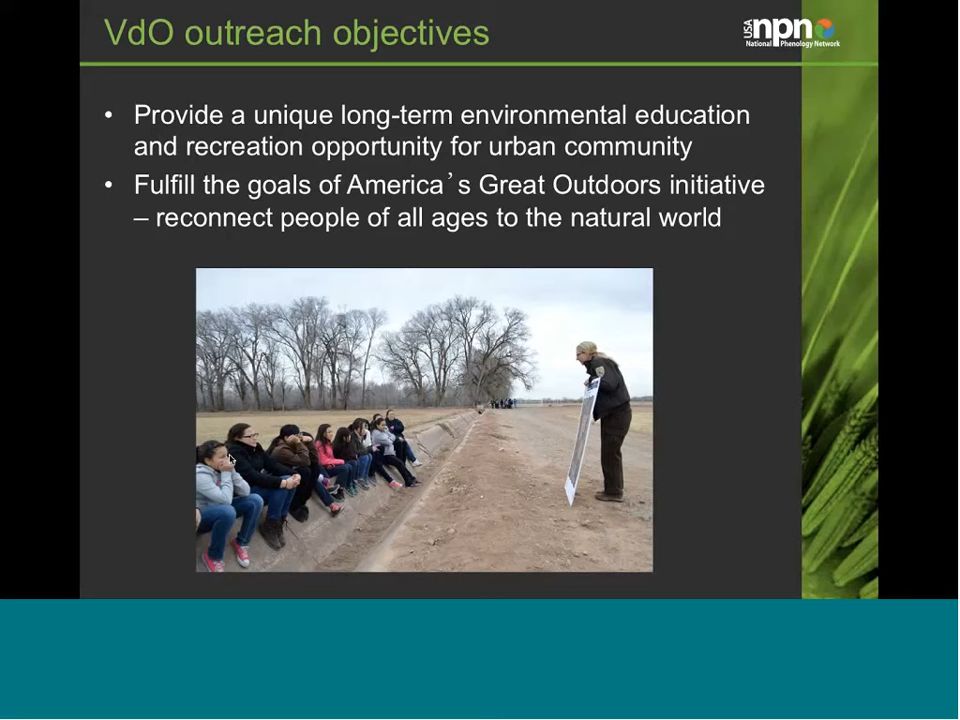 VdO outreach objectives
USA npn
National Phenology Network
• Provide a unique long-term environmental education
and recreation opportunity for urban community
• Fulfill the goals of America’s Great Outdoors initiative
– reconnect people of all ages to the natural world